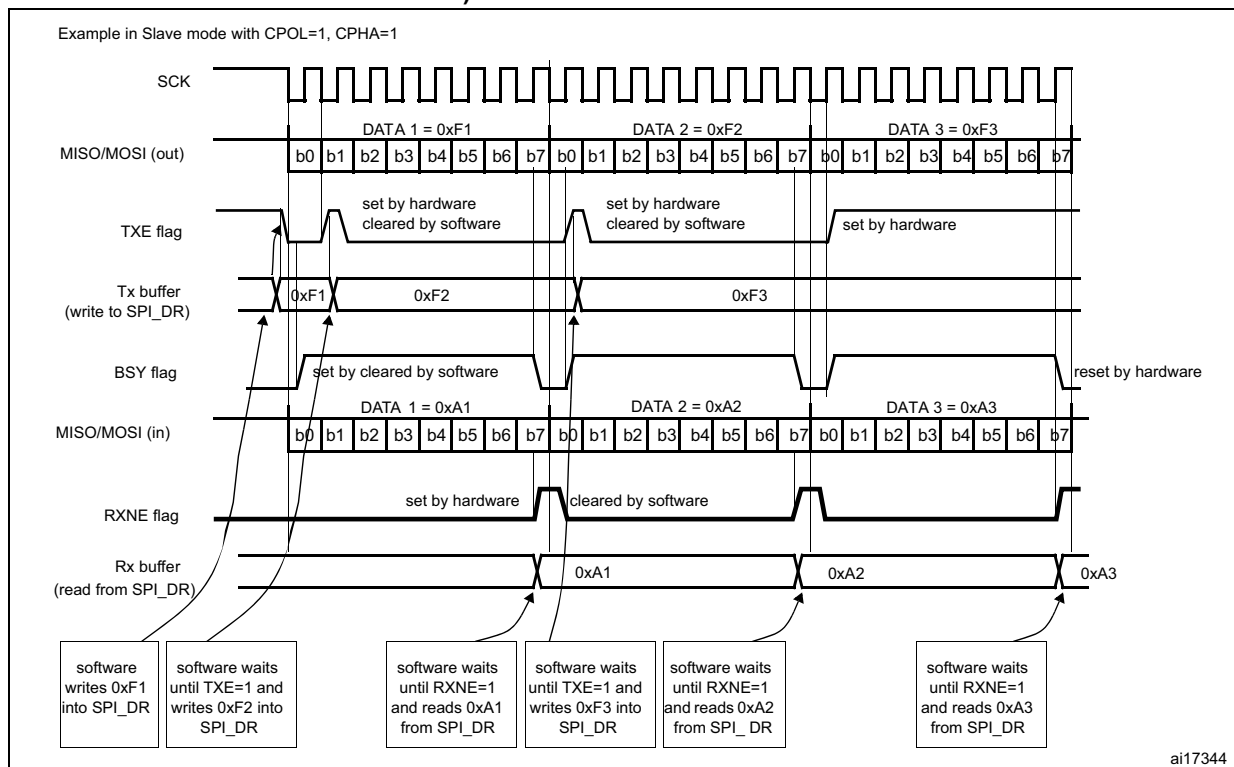 Example in Slave mode with CPOL=1, CPHA=1
SCK
DATA 1 = 0xF1 DATA 2 = 0xF2 DATA 3 = 0xF3
MISO/MOSI (out)
b0 b1 b2 b3 b4 b5 b6 b7 b0 b1 b2 b3 b4 b5 b6 b7 b0 b1 b2 b3 b4 b5 b6 b7
set by hardware
cleared by software
set by hardware
cleared by software
TXE flag
set by hardware
Tx buffer
(write to SPI_DR)
0xF1 0xF2 0xF3
BSY flag
set by cleared by software
reset by hardware
DATA 1 = 0xA1 DATA 2 = 0xA2 DATA 3 = 0xA3
MISO/MOSI (in)
b0 b1 b2 b3 b4 b5 b6 b7 b0 b1 b2 b3 b4 b5 b6 b7 b0 b1 b2 b3 b4 b5 b6 b7
RXNE flag
set by hardware
cleared by software
Rx buffer
(read from SPI_DR)
0xA1 0xA2 0xA3
software
writes 0xF1
into SPI_DR
software waits
until TXE=1 and
writes 0xF2 into
SPI_DR
software waits
until RXNE=1
and reads 0xA1
from SPI_DR
software waits
until TXE=1 and
writes 0xF3 into
SPI_DR
software waits
until RXNE=1
and reads 0xA2
from SPI_ DR
software waits
until RXNE=1
and reads 0xA3
from SPI_DR
ai17344